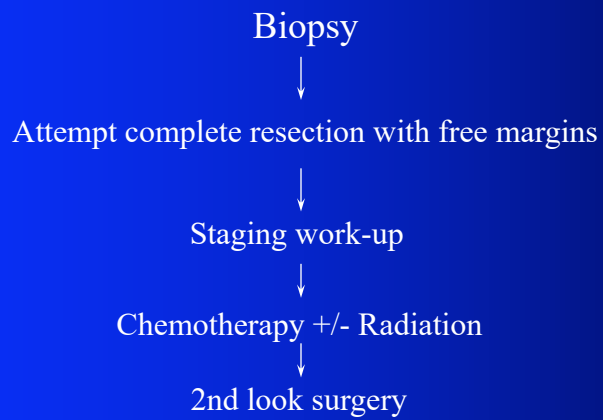 Biopsy
Attempt complete resection with free margins
Staging work-up
Chemotherapy +/- Radiation
2nd look surgery